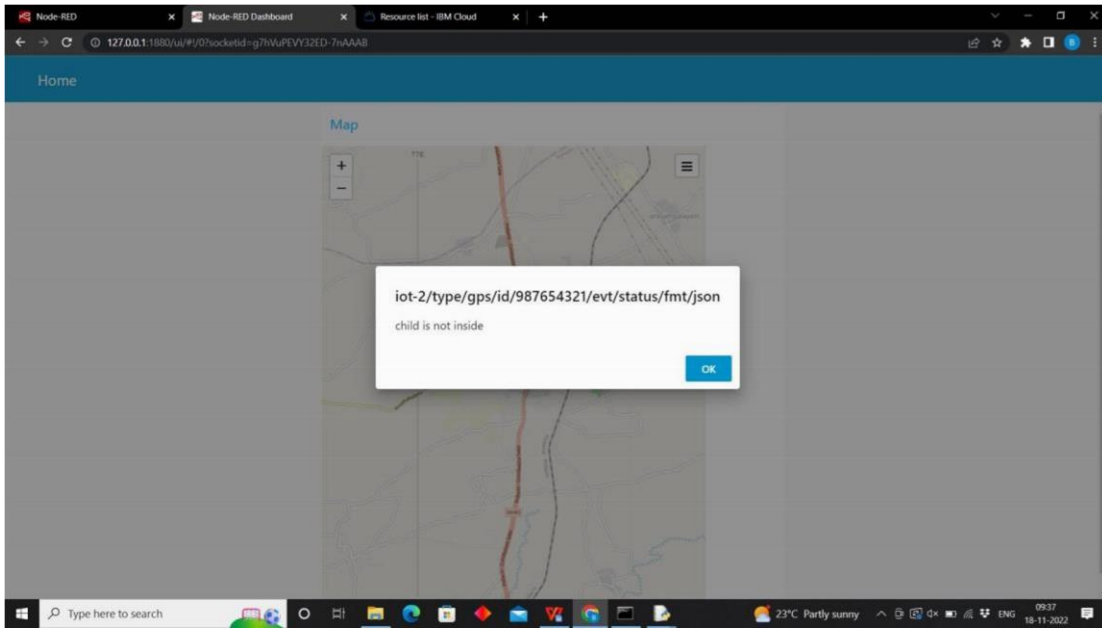 Node-RED
Node-RED Dashboard
Resource list - IBM Cloud
127.0.0.1:1880/ui/#!/0?socketid=g7hVuPEVY32ED-7nAAAB
B
Home
Map
+
77E
−
iot-2/type/gps/id/987654321/evt/status/fmt/json
child is not inside
OK
Type here to search
23°C Partly sunny
ENG
09:37
18-11-2022